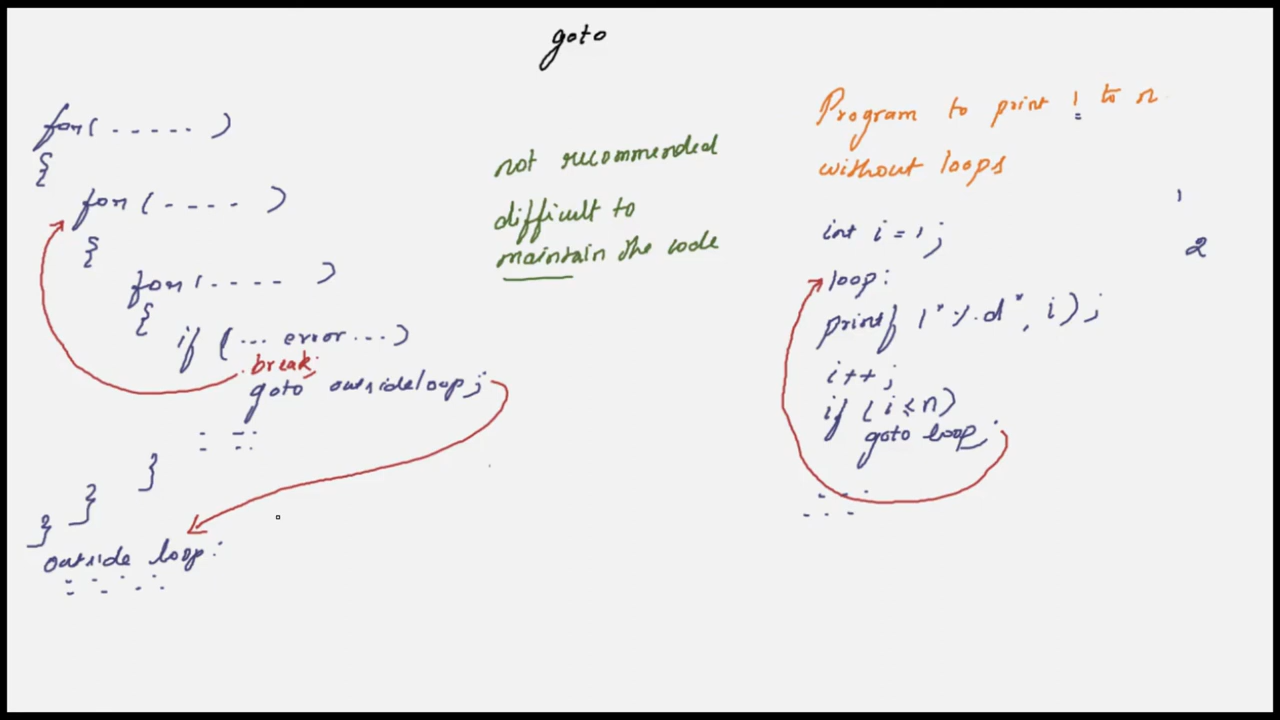 goto
for( ..... )
{
for ( .... )
{
for( .... )
{
if ( ... error ... )
break;
goto outsideloop;
}
}
}
outside loop:
not recommended
difficult to
maintain the code
Program to print 1 to n
without loops
int i = 1;
loop:
printf ("%d", i);
i++;
if (i ≤ n)
goto loop;
1
2